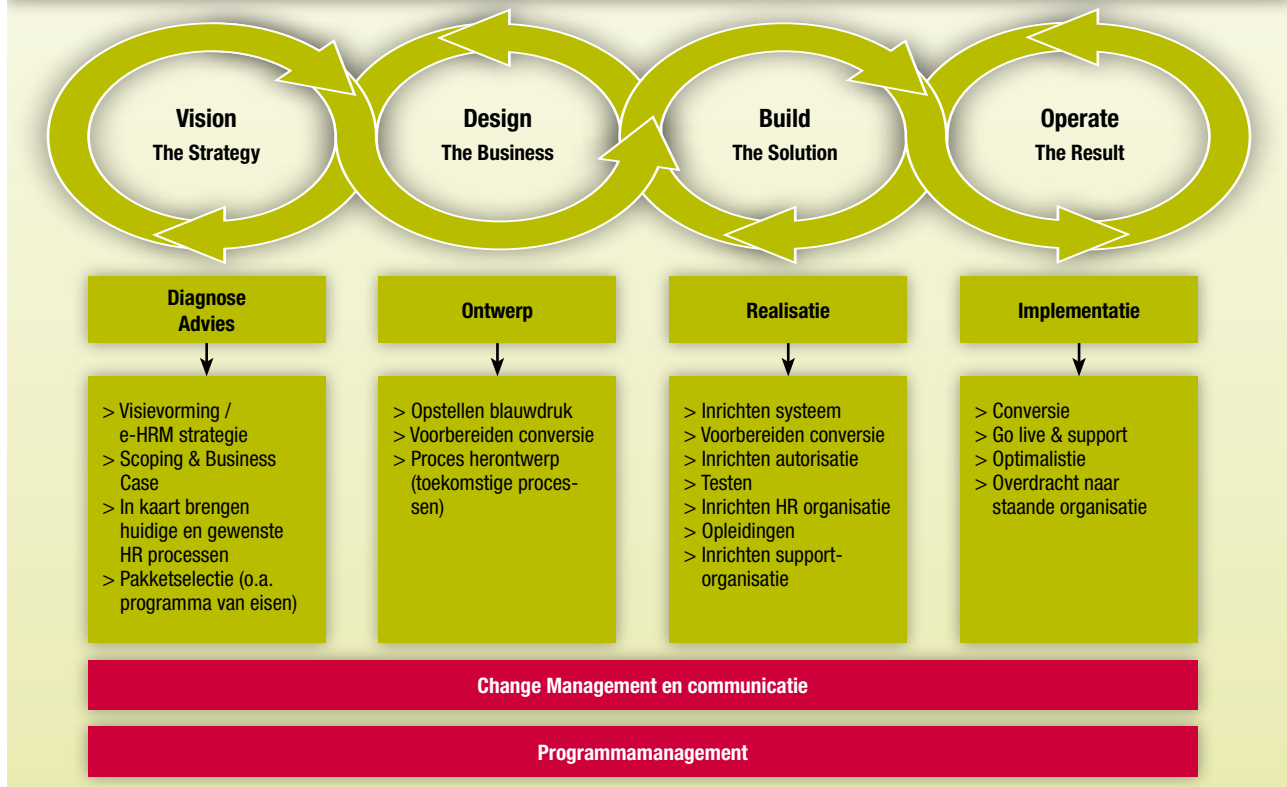 Vision
The Strategy
Design
The Business
Build
The Solution
Operate
The Result
Diagnose
Advies
Ontwerp
Realisatie
Implementatie
> Visievorming /
e-HRM strategie
> Scoping & Business
Case
> In kaart brengen
huidige en gewenste
HR processen
> Pakketselectie (o.a.
programma van eisen)
> Opstellen blauwdruk
> Voorbereiden conversie
> Proces herontwerp
(toekomstige proces-
sen)
> Inrichten systeem
> Voorbereiden conversie
> Inrichten autorisatie
> Testen
> Inrichten HR organisatie
> Opleidingen
> Inrichten support-
organisatie
> Conversie
> Go live & support
> Optimalistie
> Overdracht naar
staande organisatie
Change Management en communicatie
Programmamanagement